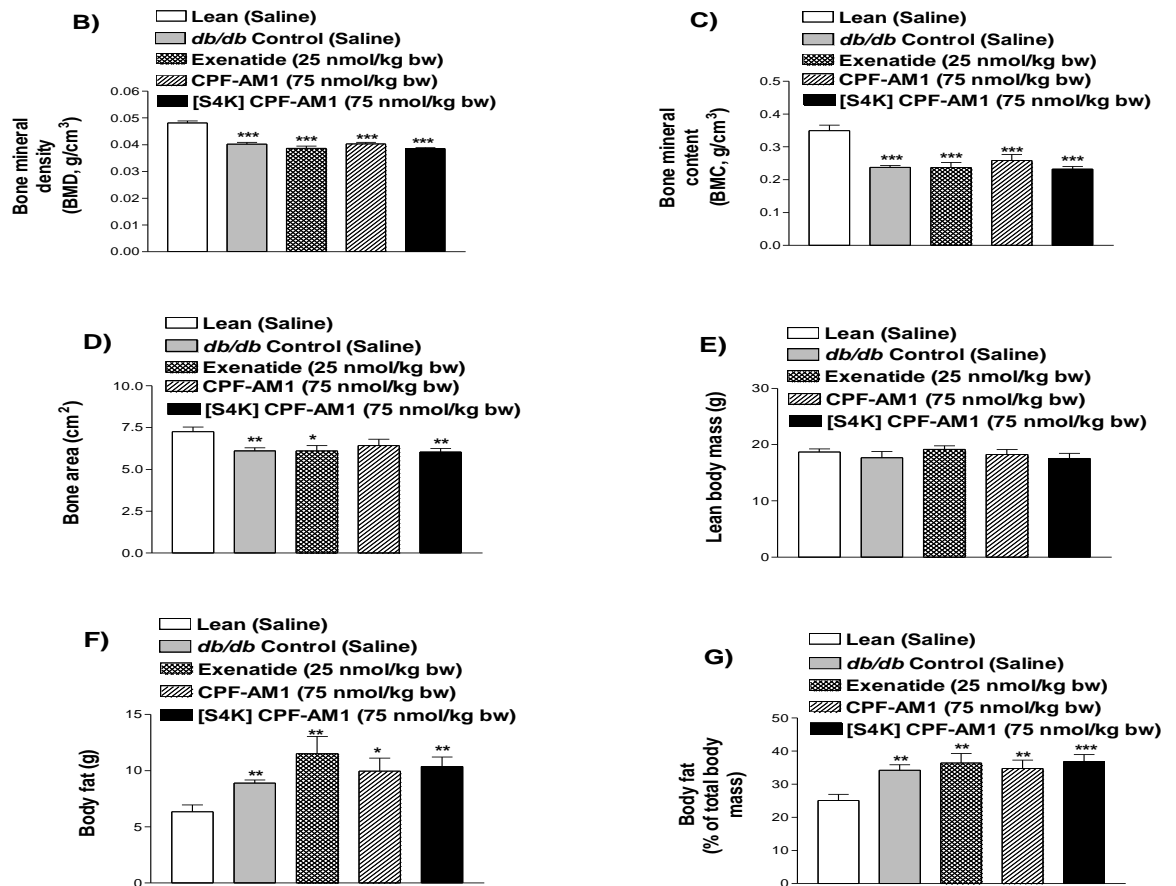 B)
Lean (Saline)
db/db Control (Saline)
Exenatide (25 nmol/kg bw)
CPF-AM1 (75 nmol/kg bw)
[S4K] CPF-AM1 (75 nmol/kg bw)
Bone mineral
density
(BMD, g/cm³)
0.06
0.05
0.04
0.03
0.02
0.01
0.00
***
***
***
***
C)
Lean (Saline)
db/db Control (Saline)
Exenatide (25 nmol/kg bw)
CPF-AM1 (75 nmol/kg bw)
[S4K] CPF-AM1 (75 nmol/kg bw)
Bone mineral
content
(BMC, g/cm³)
0.5
0.4
0.3
0.2
0.1
0.0
***
***
***
***
D)
Lean (Saline)
db/db Control (Saline)
Exenatide (25 nmol/kg bw)
CPF-AM1 (75 nmol/kg bw)
[S4K] CPF-AM1 (75 nmol/kg bw)
Bone area (cm²)
10.0
7.5
5.0
2.5
0.0
**
*
**
E)
Lean (Saline)
db/db Control (Saline)
Exenatide (25 nmol/kg bw)
CPF-AM1 (75 nmol/kg bw)
[S4K] CPF-AM1 (75 nmol/kg bw)
Lean body mass (g)
30
20
10
0
F)
Lean (Saline)
db/db Control (Saline)
Exenatide (25 nmol/kg bw)
CPF-AM1 (75 nmol/kg bw)
[S4K] CPF-AM1 (75 nmol/kg bw)
Body fat (g)
15
10
5
0
**
**
*
**
G)
Lean (Saline)
db/db Control (Saline)
Exenatide (25 nmol/kg bw)
CPF-AM1 (75 nmol/kg bw)
[S4K] CPF-AM1 (75 nmol/kg bw)
Body fat
(% of total body
mass)
50
40
30
20
10
0
**
**
**
***